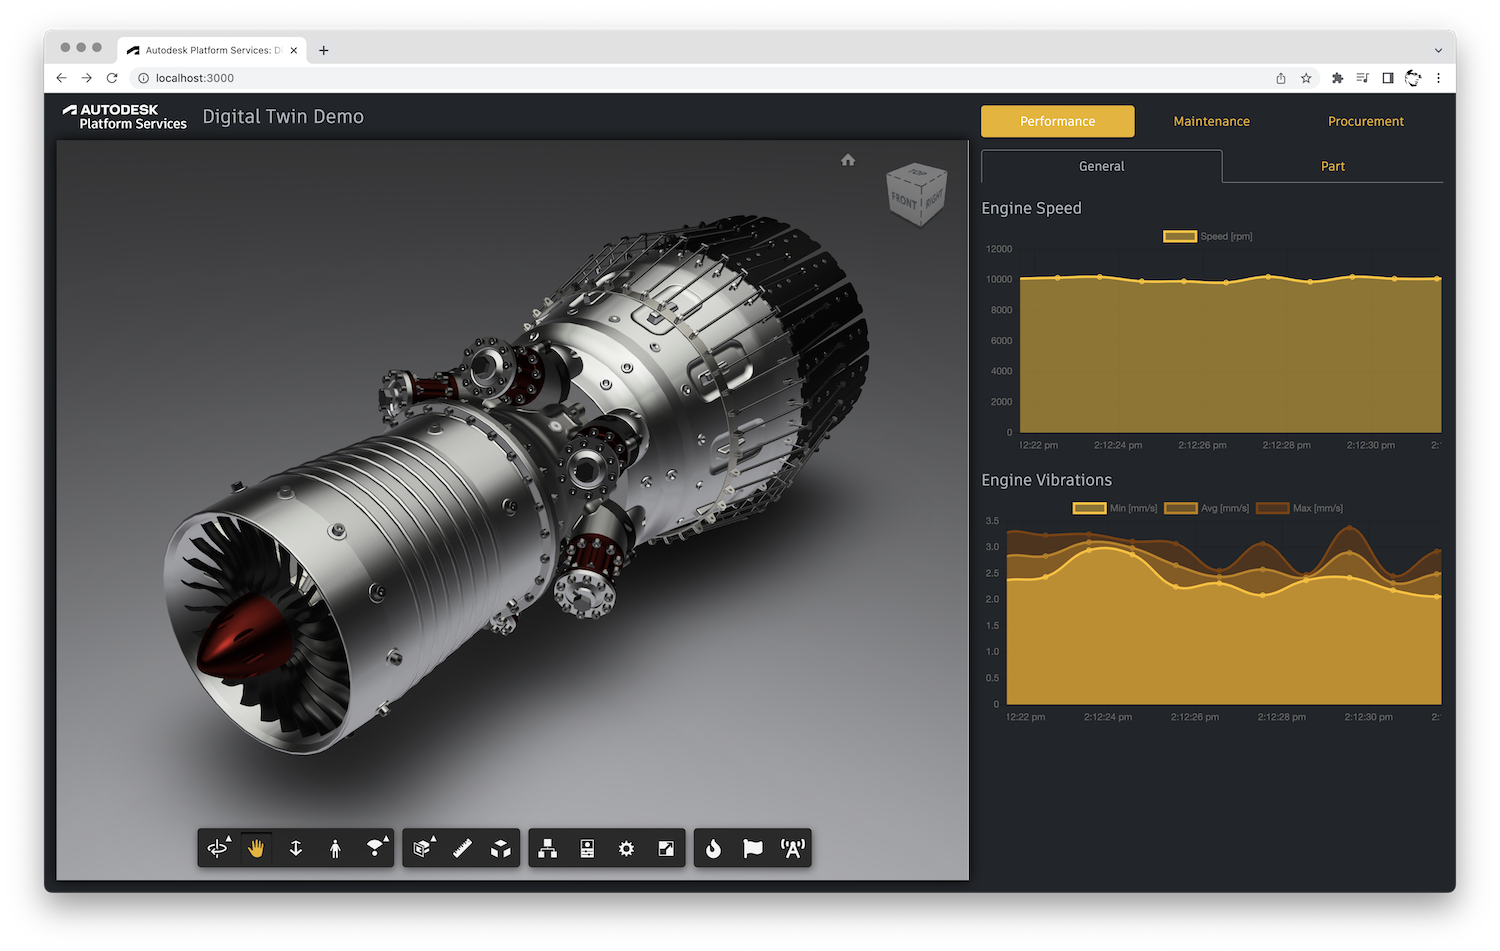 Autodesk Platform Services: Di
localhost:3000
AUTODESK
Platform Services
Digital Twin Demo
Performance
Maintenance
Procurement
General
Part
TOP
FRONT
RIGHT
Engine Speed
Speed [rpm]
12000
10000
8000
6000
4000
2000
0
12:22 pm
2:12:24 pm
2:12:26 pm
2:12:28 pm
2:12:30 pm
2:
Engine Vibrations
Min [mm/s]
Avg [mm/s]
Max [mm/s]
3.5
3.0
2.5
2.0
1.5
1.0
0.5
0
12:22 pm
2:12:24 pm
2:12:26 pm
2:12:28 pm
2:12:30 pm
2: